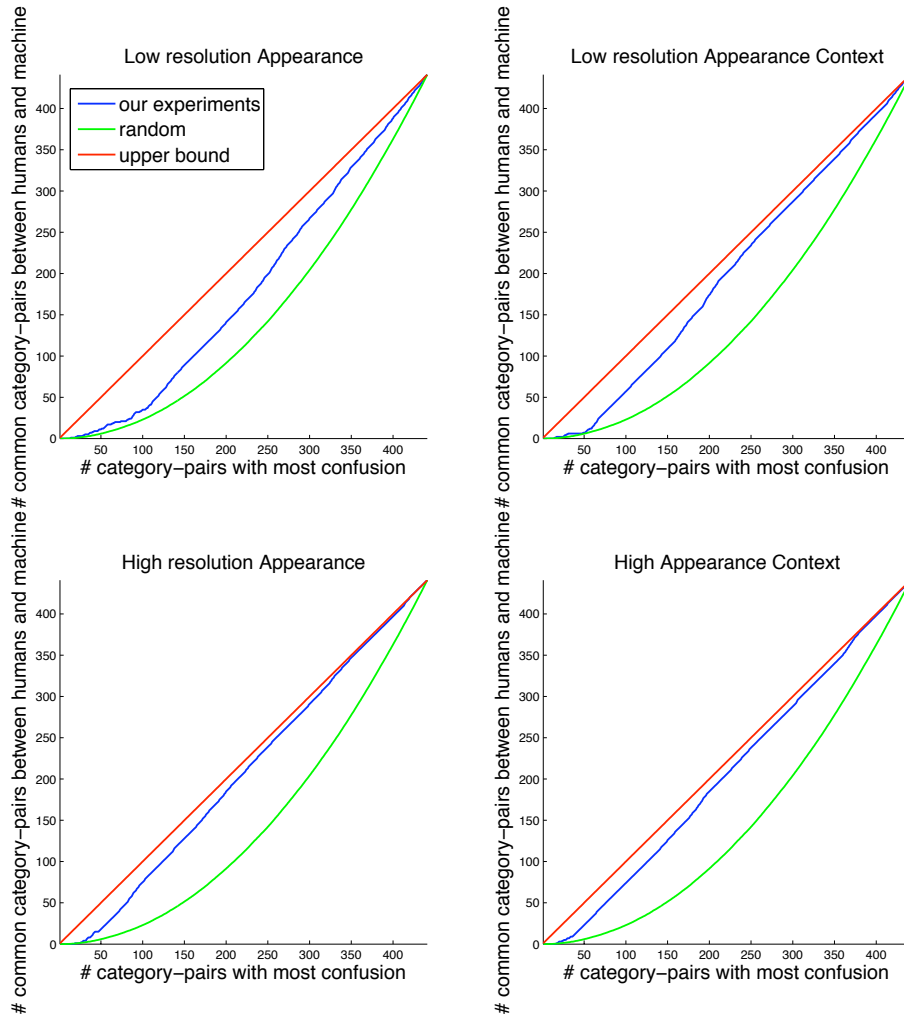 Low resolution Appearance
# common category-pairs between humans and machine
our experiments
random
upper bound
400
350
300
250
200
150
100
50
0
50 100 150 200 250 300 350 400
# category-pairs with most confusion
Low resolution Appearance Context
# common category-pairs between humans and machine
400
350
300
250
200
150
100
50
0
50 100 150 200 250 300 350 400
# category-pairs with most confusion
High resolution Appearance
# common category-pairs between humans and machine
400
350
300
250
200
150
100
50
0
50 100 150 200 250 300 350 400
# category-pairs with most confusion
High Appearance Context
# common category-pairs between humans and machine
400
350
300
250
200
150
100
50
0
50 100 150 200 250 300 350 400
# category-pairs with most confusion